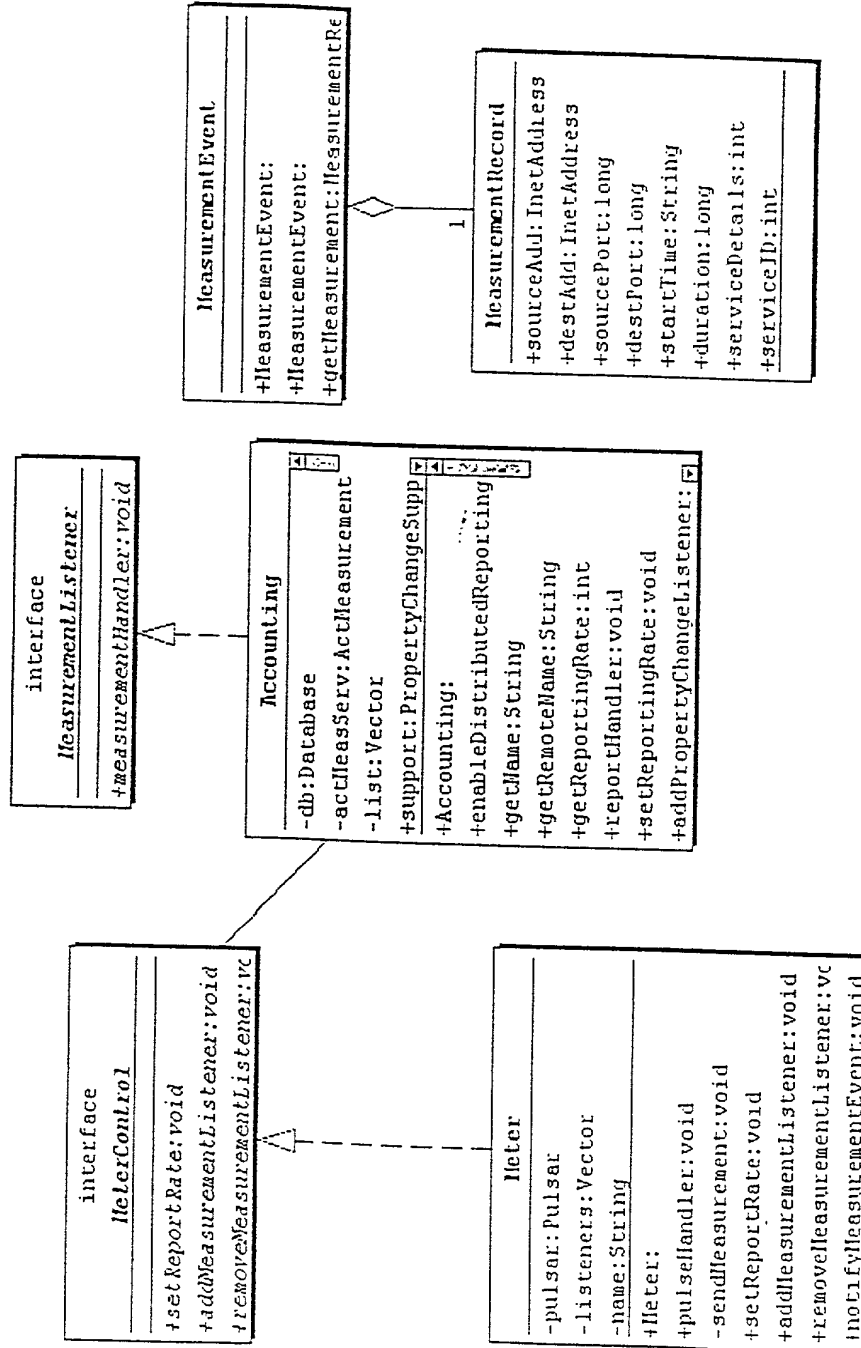 interface
MeterControl
+setReportRate:void
+addMeasurementListener:void
+removeMeasurementListener:vc
Meter
-pulsar:Pulsar
-listeners:Vector
-name:String
+Meter:
+pulseHandler:void
-sendMeasurement:void
+setReportRate:void
+addMeasurementListener:void
+removeMeasurementListener:vc
+notifyMeasurementEvent:void
interface
MeasurementListener
+measurementHandler:void
Accounting
-db:Database
-actMeasServ:ActMeasurement
-list:Vector
+support:PropertyChangeSupp
+Accounting:
+enableDistributedReporting
+getName:String
+getRemoteName:String
+getReportingRate:int
+reportHandler:void
+setReportingRate:void
+addPropertyChangeListener:
MeasurementEvent
+MeasurementEvent:
+MeasurementEvent:
+getMeasurement:MeasurementRe
1
MeasurementRecord
+sourceAdd:InetAddress
+destAdd:InetAddress
+sourcePort:long
+destPort:long
+startTime:String
+duration:long
+serviceDetails:int
+serviceID:int